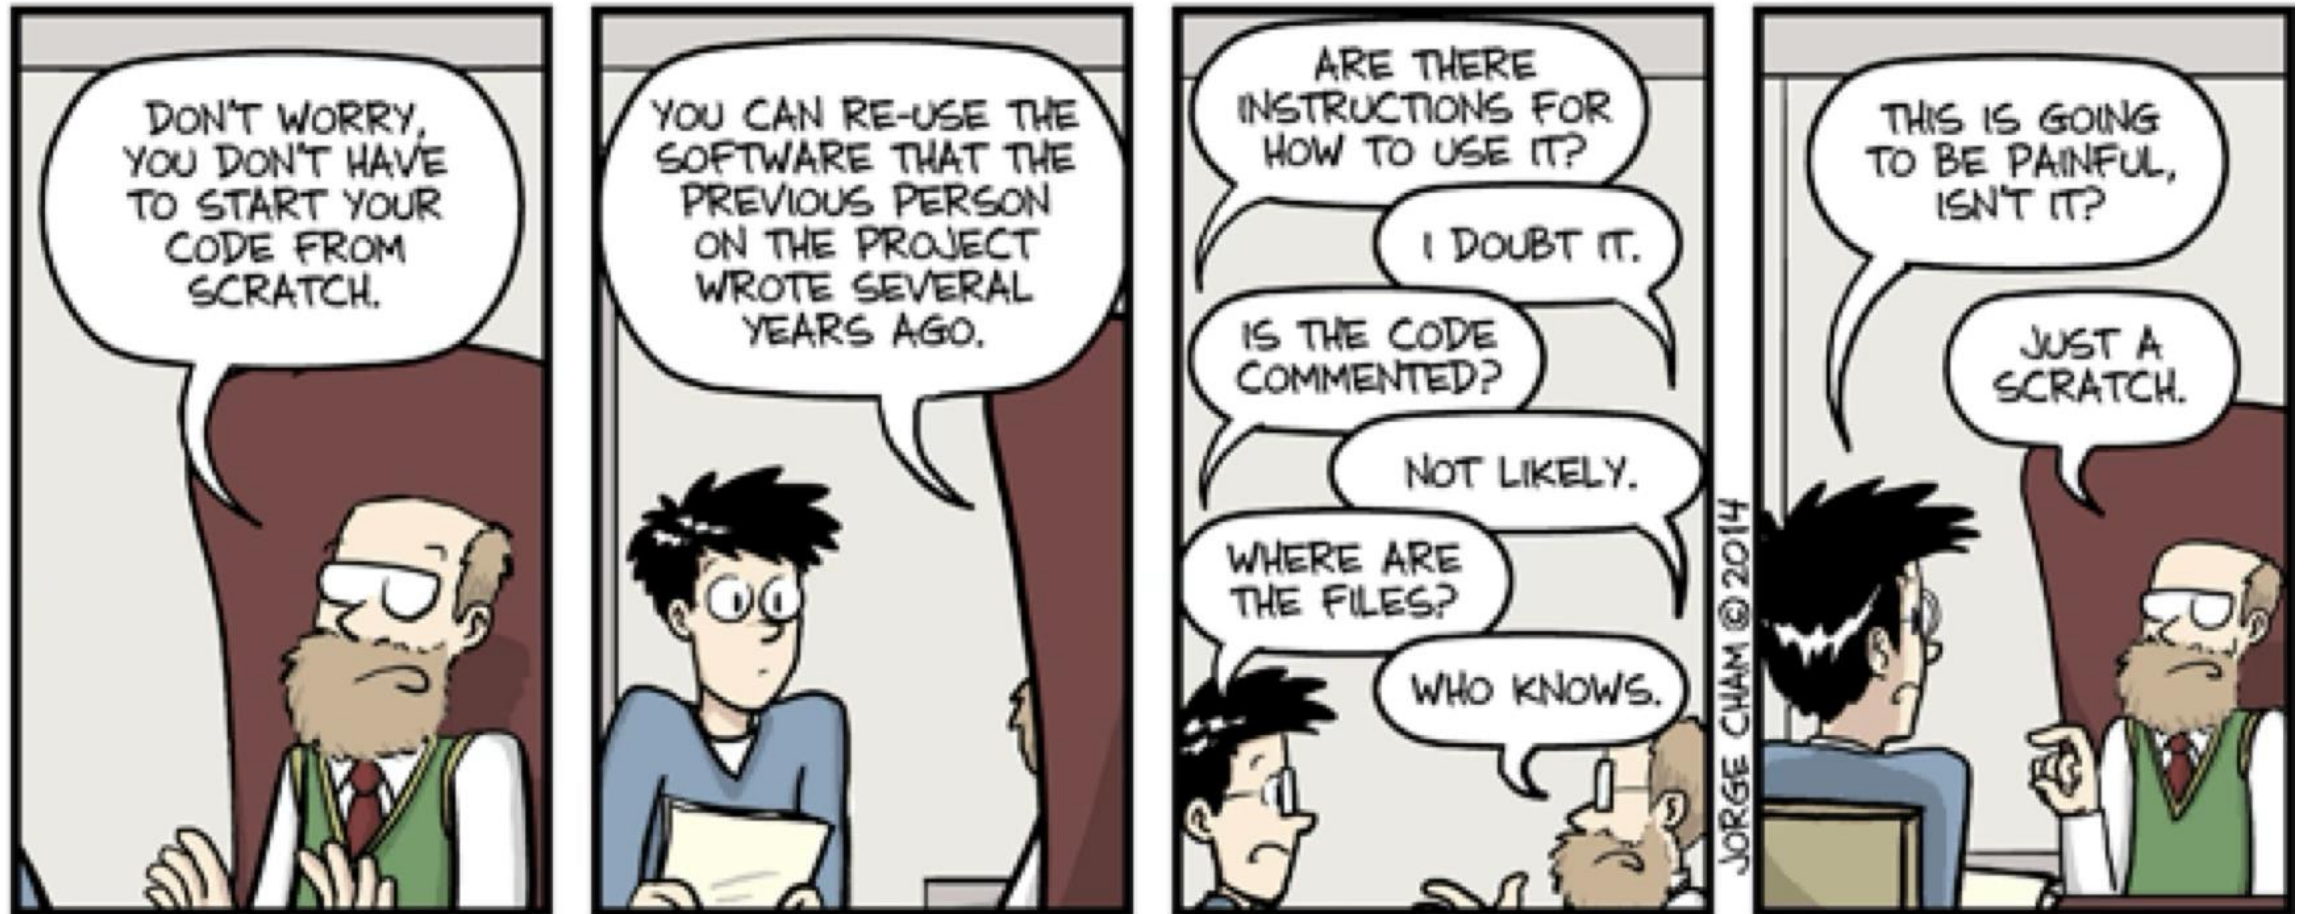 DON'T WORRY,
YOU DON'T HAVE
TO START YOUR
CODE FROM
SCRATCH.
YOU CAN RE-USE THE
SOFTWARE THAT THE
PREVIOUS PERSON
ON THE PROJECT
WROTE SEVERAL
YEARS AGO.
ARE THERE
INSTRUCTIONS FOR
HOW TO USE IT?
I DOUBT IT.
IS THE CODE
COMMENTED?
NOT LIKELY.
WHERE ARE
THE FILES?
WHO KNOWS.
JORGE CHAM © 2014
THIS IS GOING
TO BE PAINFUL,
ISN'T IT?
JUST A
SCRATCH.